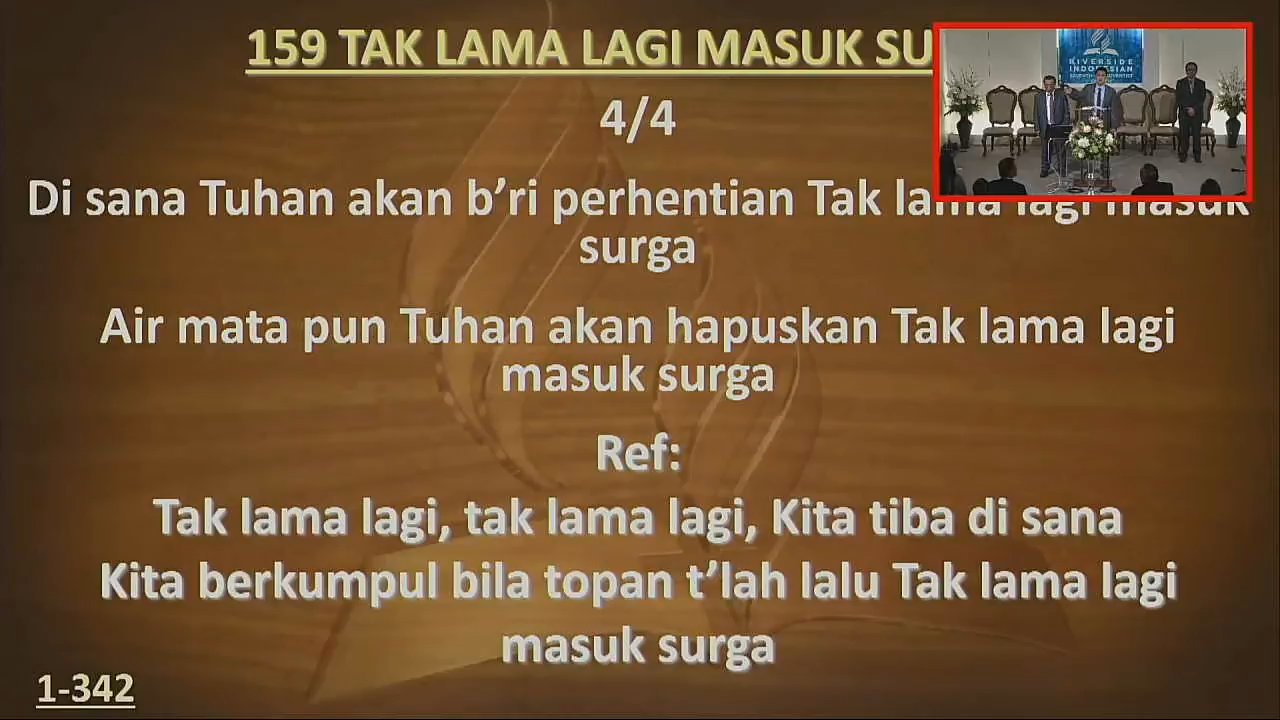 159 TAK LAMA LAGI MASUK SU
4/4
Di sana Tuhan akan b’ri perhentian Tak lama lagi masuk
surga
Air mata pun Tuhan akan hapuskan Tak lama lagi
masuk surga
Ref:
Tak lama lagi, tak lama lagi, Kita tiba di sana
Kita berkumpul bila topan t’lah lalu Tak lama lagi
masuk surga
1-342
RIVERSIDE
INDONESIAN